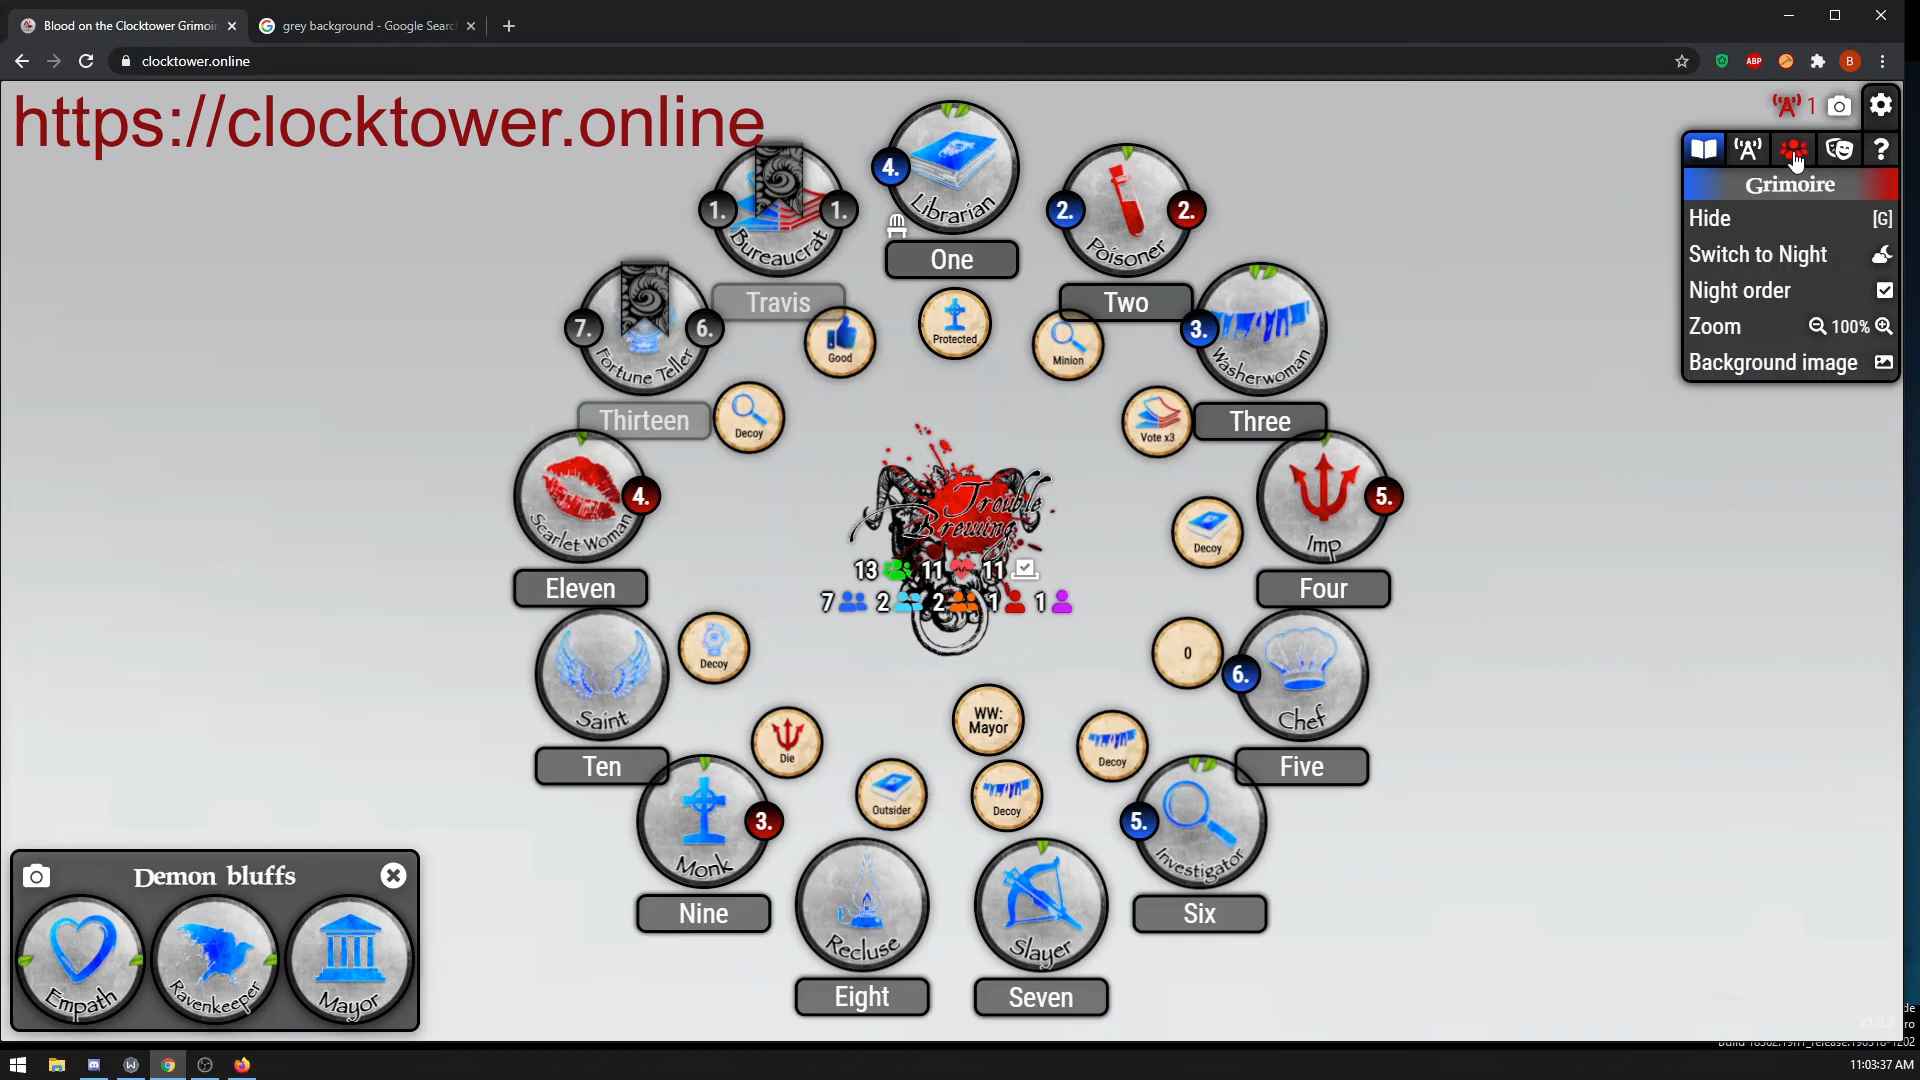 Blood on the Clocktower Grimoir
grey background - Google Searc
clocktower.online
ABP
B
https://clocktower.online
1
Grimoire
Hide [G]
Switch to Night
Night order
Zoom 100%
Background image
?
1. Bureaucrat 1.
Travis
4. Librarian
One
2. Poisoner 2.
Two
3. Washerwoman
Three
7. Fortune Teller 6.
Thirteen
Good
Protected
Minion
Decoy
Vote x3
Scarlet Woman 4.
Eleven
Imp 5.
Four
Decoy
Trouble
Brewing
13 11 11
7 2 2 1 1
Saint
Ten
Decoy
0
6. Chef
Five
Die
WW:
Mayor
Decoy
Monk 3.
Nine
Outsider
Decoy
5. Investigator
Six
Recluse
Eight
Slayer
Seven
Demon bluffs
Empath
Ravenkeeper
Mayor
11:03:37 AM